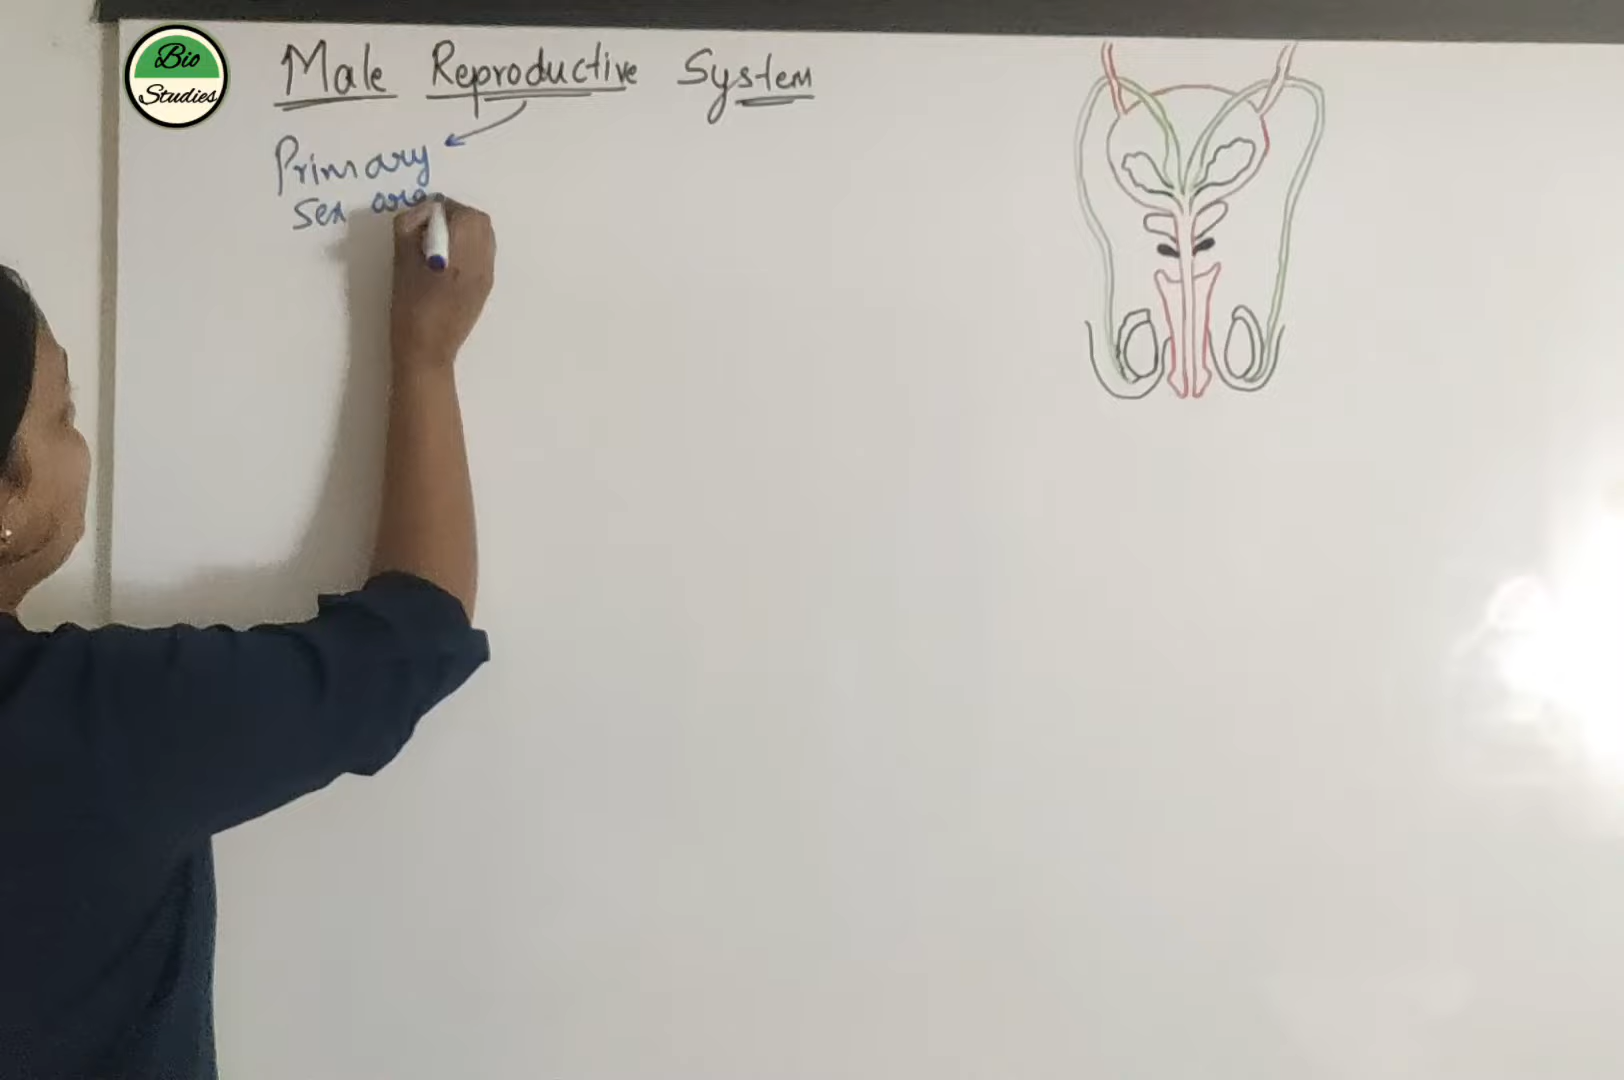 Bio
Studies
Male Reproductive System
Primary
Sex